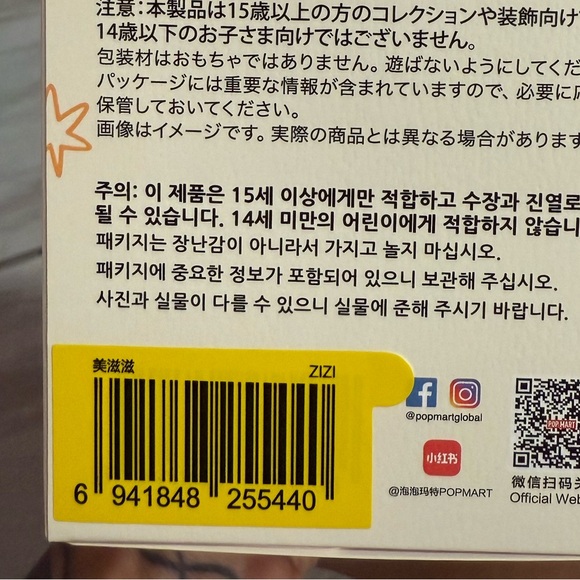 注意:本製品は15歳以上の方のコレクションや装飾向け
14歳以下のお子さま向けではございません。
包装材はおもちゃではありません。遊ばないようにしてくだ
パッケージには重要な情報が含まれていますので、必要に応
保管しておいてください。
画像はイメージです。実際の商品とは異なる場合があります
주의: 이 제품은 15세 이상에게만 적합하고 수장과 진열로
될 수 있습니다. 14세 미만의 어린이에게 적합하지 않습니
패키지는 장난감이 아니라서 가지고 놀지 마십시오.
패키지에 중요한 정보가 포함되어 있으니 보관해 주십시오.
사진과 실물이 다를 수 있으니 실물에 준해 주시기 바랍니다.
美滋滋 ZIZI
6 941848 255440
@popmartglobal
小红书
@泡泡玛特POPMART
POP MART
微信扫码关
Official Web